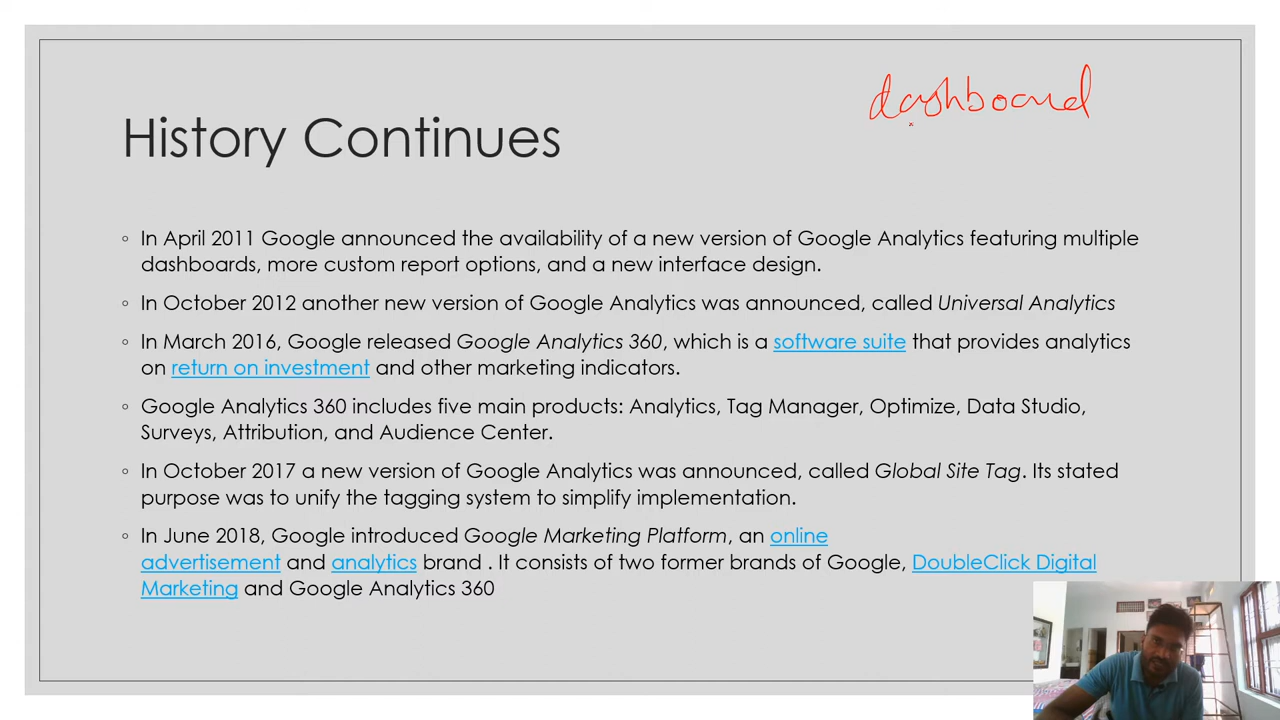 dashboard
History Continues
In April 2011 Google announced the availability of a new version of Google Analytics featuring multiple
dashboards, more custom report options, and a new interface design.
In October 2012 another new version of Google Analytics was announced, called Universal Analytics
In March 2016, Google released Google Analytics 360, which is a software suite that provides analytics
on return on investment and other marketing indicators.
Google Analytics 360 includes five main products: Analytics, Tag Manager, Optimize, Data Studio,
Surveys, Attribution, and Audience Center.
In October 2017 a new version of Google Analytics was announced, called Global Site Tag. Its stated
purpose was to unify the tagging system to simplify implementation.
In June 2018, Google introduced Google Marketing Platform, an online
advertisement and analytics brand . It consists of two former brands of Google, DoubleClick Digital
Marketing and Google Analytics 360